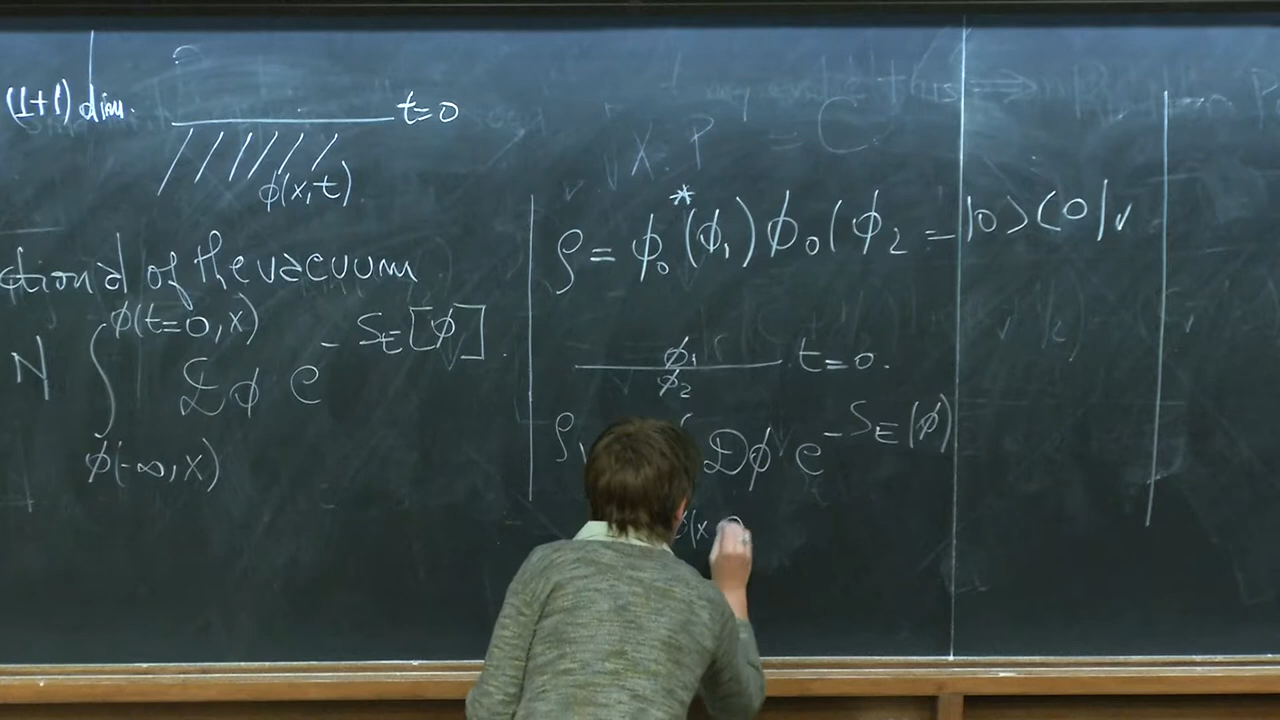 (1+1) dim.
t=0
ϕ(x,t)
ctional of the vacuum
N ∫ Dϕ e^{-S_E[ϕ]}
ϕ(t=0,x)
ϕ(-∞,x)
X P = C
ρ = ϕ₀*(ϕ₁)ϕ₀(ϕ₂ = |0><0|
ϕ₁
t=0.
ϕ₂
ρ Dϕ e^{-S_E(ϕ)}
ϕ(x